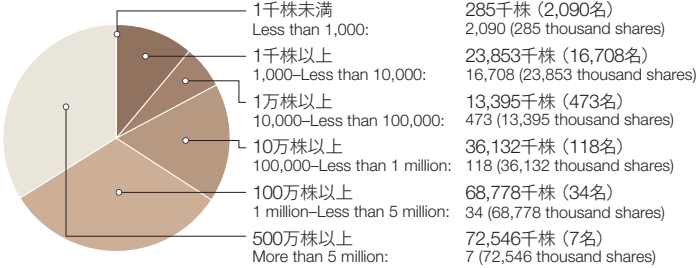 1千株未満 285千株（2,090名）
Less than 1,000: 2,090 (285 thousand shares)
1千株以上 23,853千株（16,708名）
1,000–Less than 10,000: 16,708 (23,853 thousand shares)
1万株以上 13,395千株（473名）
10,000–Less than 100,000: 473 (13,395 thousand shares)
10万株以上 36,132千株（118名）
100,000–Less than 1 million: 118 (36,132 thousand shares)
100万株以上 68,778千株（34名）
1 million–Less than 5 million: 34 (68,778 thousand shares)
500万株以上 72,546千株（7名）
More than 5 million: 7 (72,546 thousand shares)